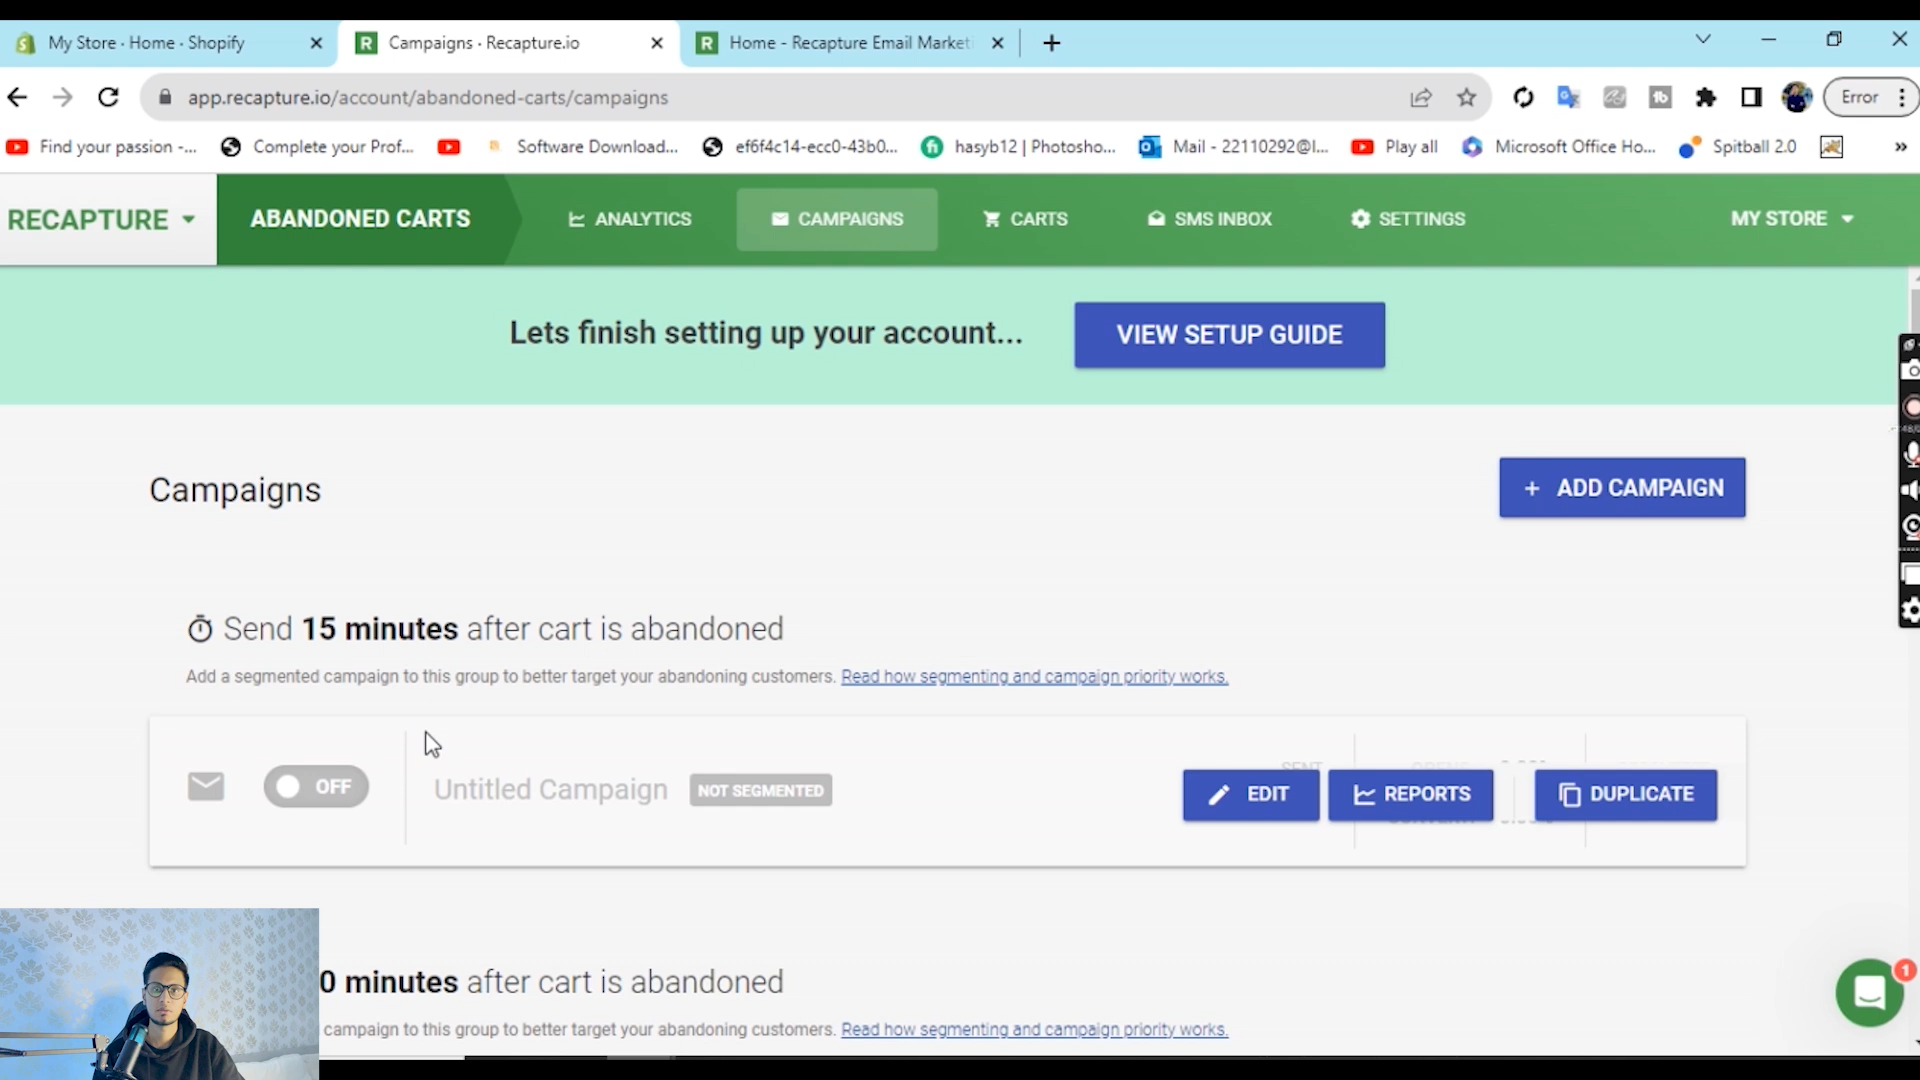 My Store · Home · Shopify
Campaigns · Recapture.io
Home - Recapture Email Marketi
app.recapture.io/account/abandoned-carts/campaigns
Error
Find your passion -...
Complete your Prof...
Software Download...
ef6f4c14-ecc0-43b0...
hasyb12 | Photosho...
Mail - 22110292@l...
Play all
Microsoft Office Ho...
Spitball 2.0
»
RECAPTURE
ABANDONED CARTS
ANALYTICS
CAMPAIGNS
CARTS
SMS INBOX
SETTINGS
MY STORE
Lets finish setting up your account...
VIEW SETUP GUIDE
Campaigns
+ ADD CAMPAIGN
Send 15 minutes after cart is abandoned
Add a segmented campaign to this group to better target your abandoning customers. Read how segmenting and campaign priority works.
OFF
Untitled Campaign
NOT SEGMENTED
EDIT
REPORTS
DUPLICATE
0 minutes after cart is abandoned
campaign to this group to better target your abandoning customers. Read how segmenting and campaign priority works.
1